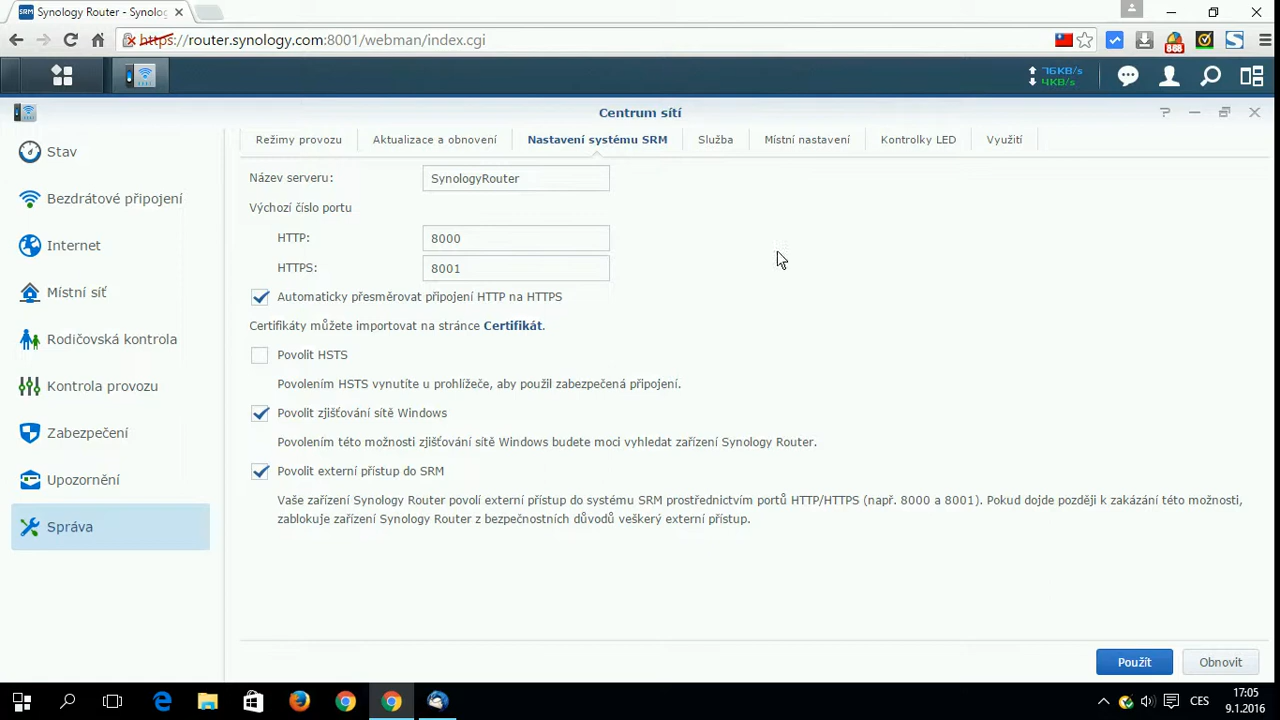 Synology Router - Synolog
https://router.synology.com:8001/webman/index.cgi
888
76KB/s
4KB/s
Centrum sítí
Stav
Bezdrátové připojení
Internet
Místní síť
Rodičovská kontrola
Kontrola provozu
Zabezpečení
Upozornění
Správa
Režimy provozu
Aktualizace a obnovení
Nastavení systému SRM
Služba
Místní nastavení
Kontrolky LED
Využití
Název serveru:
SynologyRouter
Výchozí číslo portu
HTTP:
8000
HTTPS:
8001
Automaticky přesměrovat připojení HTTP na HTTPS
Certifikáty můžete importovat na stránce Certifikát.
Povolit HSTS
Povolením HSTS vynutíte u prohlížeče, aby použil zabezpečená připojení.
Povolit zjišťování sítě Windows
Povolením této možnosti zjišťování sítě Windows budete moci vyhledat zařízení Synology Router.
Povolit externí přístup do SRM
Vaše zařízení Synology Router povolí externí přístup do systému SRM prostřednictvím portů HTTP/HTTPS (např. 8000 a 8001). Pokud dojde později k zakázání této možnosti,
zablokuje zařízení Synology Router z bezpečnostních důvodů veškerý externí přístup.
Použít
Obnovit
CES
17:05
9.1.2016